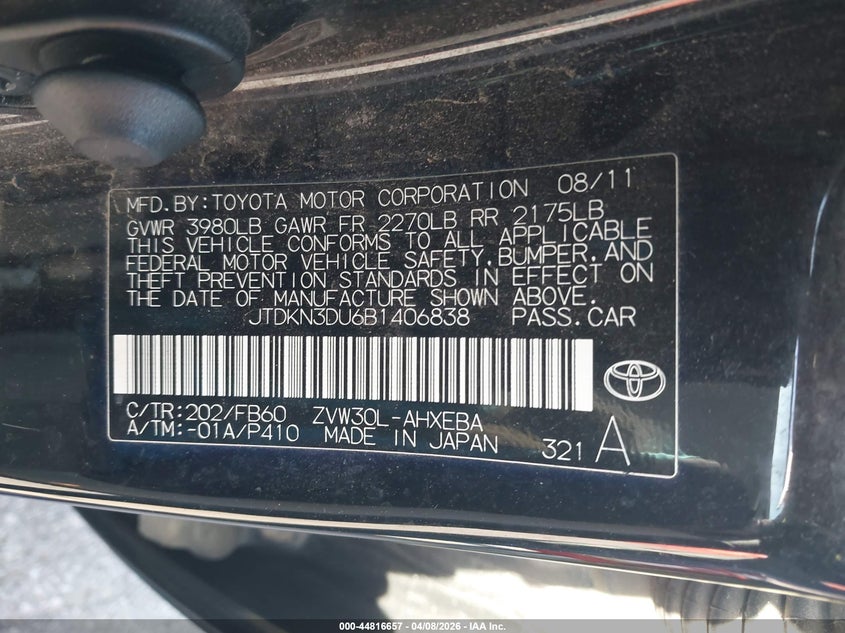 MFD.BY:TOYOTA MOTOR CORPORATION 08/11
GVWR 3980LB GAWR FR 2270LB RR 2175LB
THIS VEHICLE CONFORMS TO ALL APPLICABLE
FEDERAL MOTOR VEHICLE SAFETY,BUMPER,AND
THEFT PREVENTION STANDARDS IN EFFECT ON
THE DATE OF MANUFACTURE SHOWN ABOVE.
JTDKN3DU6B1406838 PASS.CAR
C/TR:202/FB60 ZVW30L-AHXEBA
A/TM:-01A/P410 MADE IN JAPAN 321 A
000-44816657 - 04/08/2026 - IAA Inc.